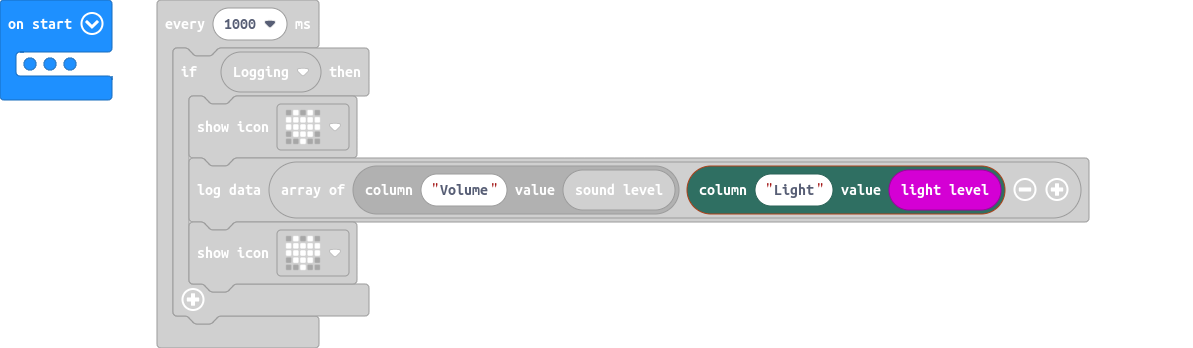 on start
every 1000 ms
if Logging then
show icon
log data array of column "Volume" value sound level column "Light" value light level
show icon